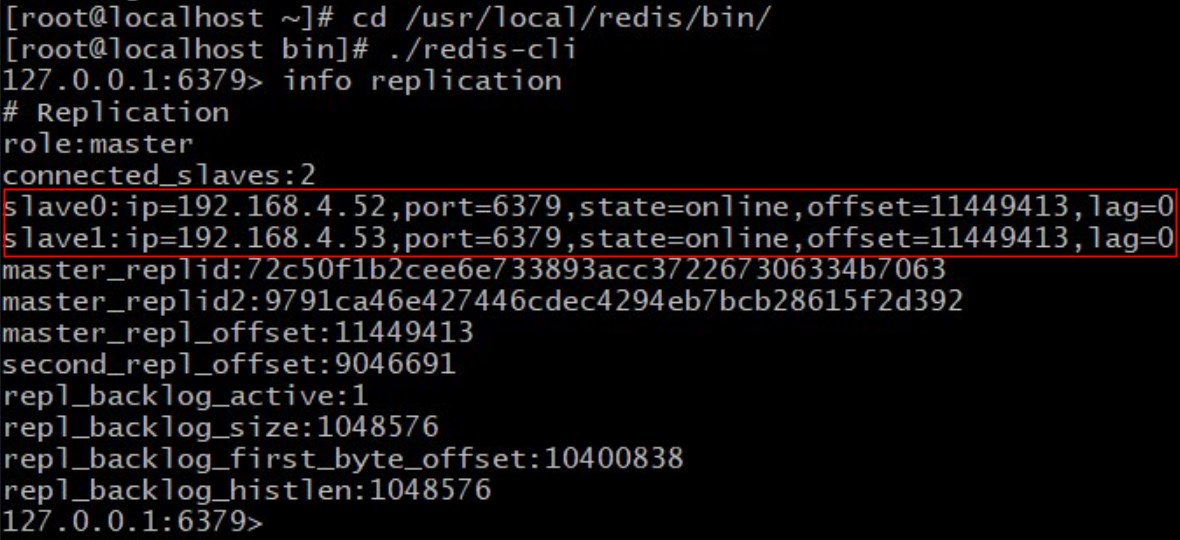 [root@localhost ~]# cd /usr/local/redis/bin/
[root@localhost bin]# ./redis-cli
127.0.0.1:6379> info replication
# Replication
role:master
connected_slaves:2
slave0:ip=192.168.4.52,port=6379,state=online,offset=11449413,lag=0
slave1:ip=192.168.4.53,port=6379,state=online,offset=11449413,lag=0
master_replid:72c50f1b2cee6e733893acc372267306334b7063
master_replid2:9791ca46e427446cdec4294eb7bcb28615f2d392
master_repl_offset:11449413
second_repl_offset:9046691
repl_backlog_active:1
repl_backlog_size:1048576
repl_backlog_first_byte_offset:10400838
repl_backlog_histlen:1048576
127.0.0.1:6379>